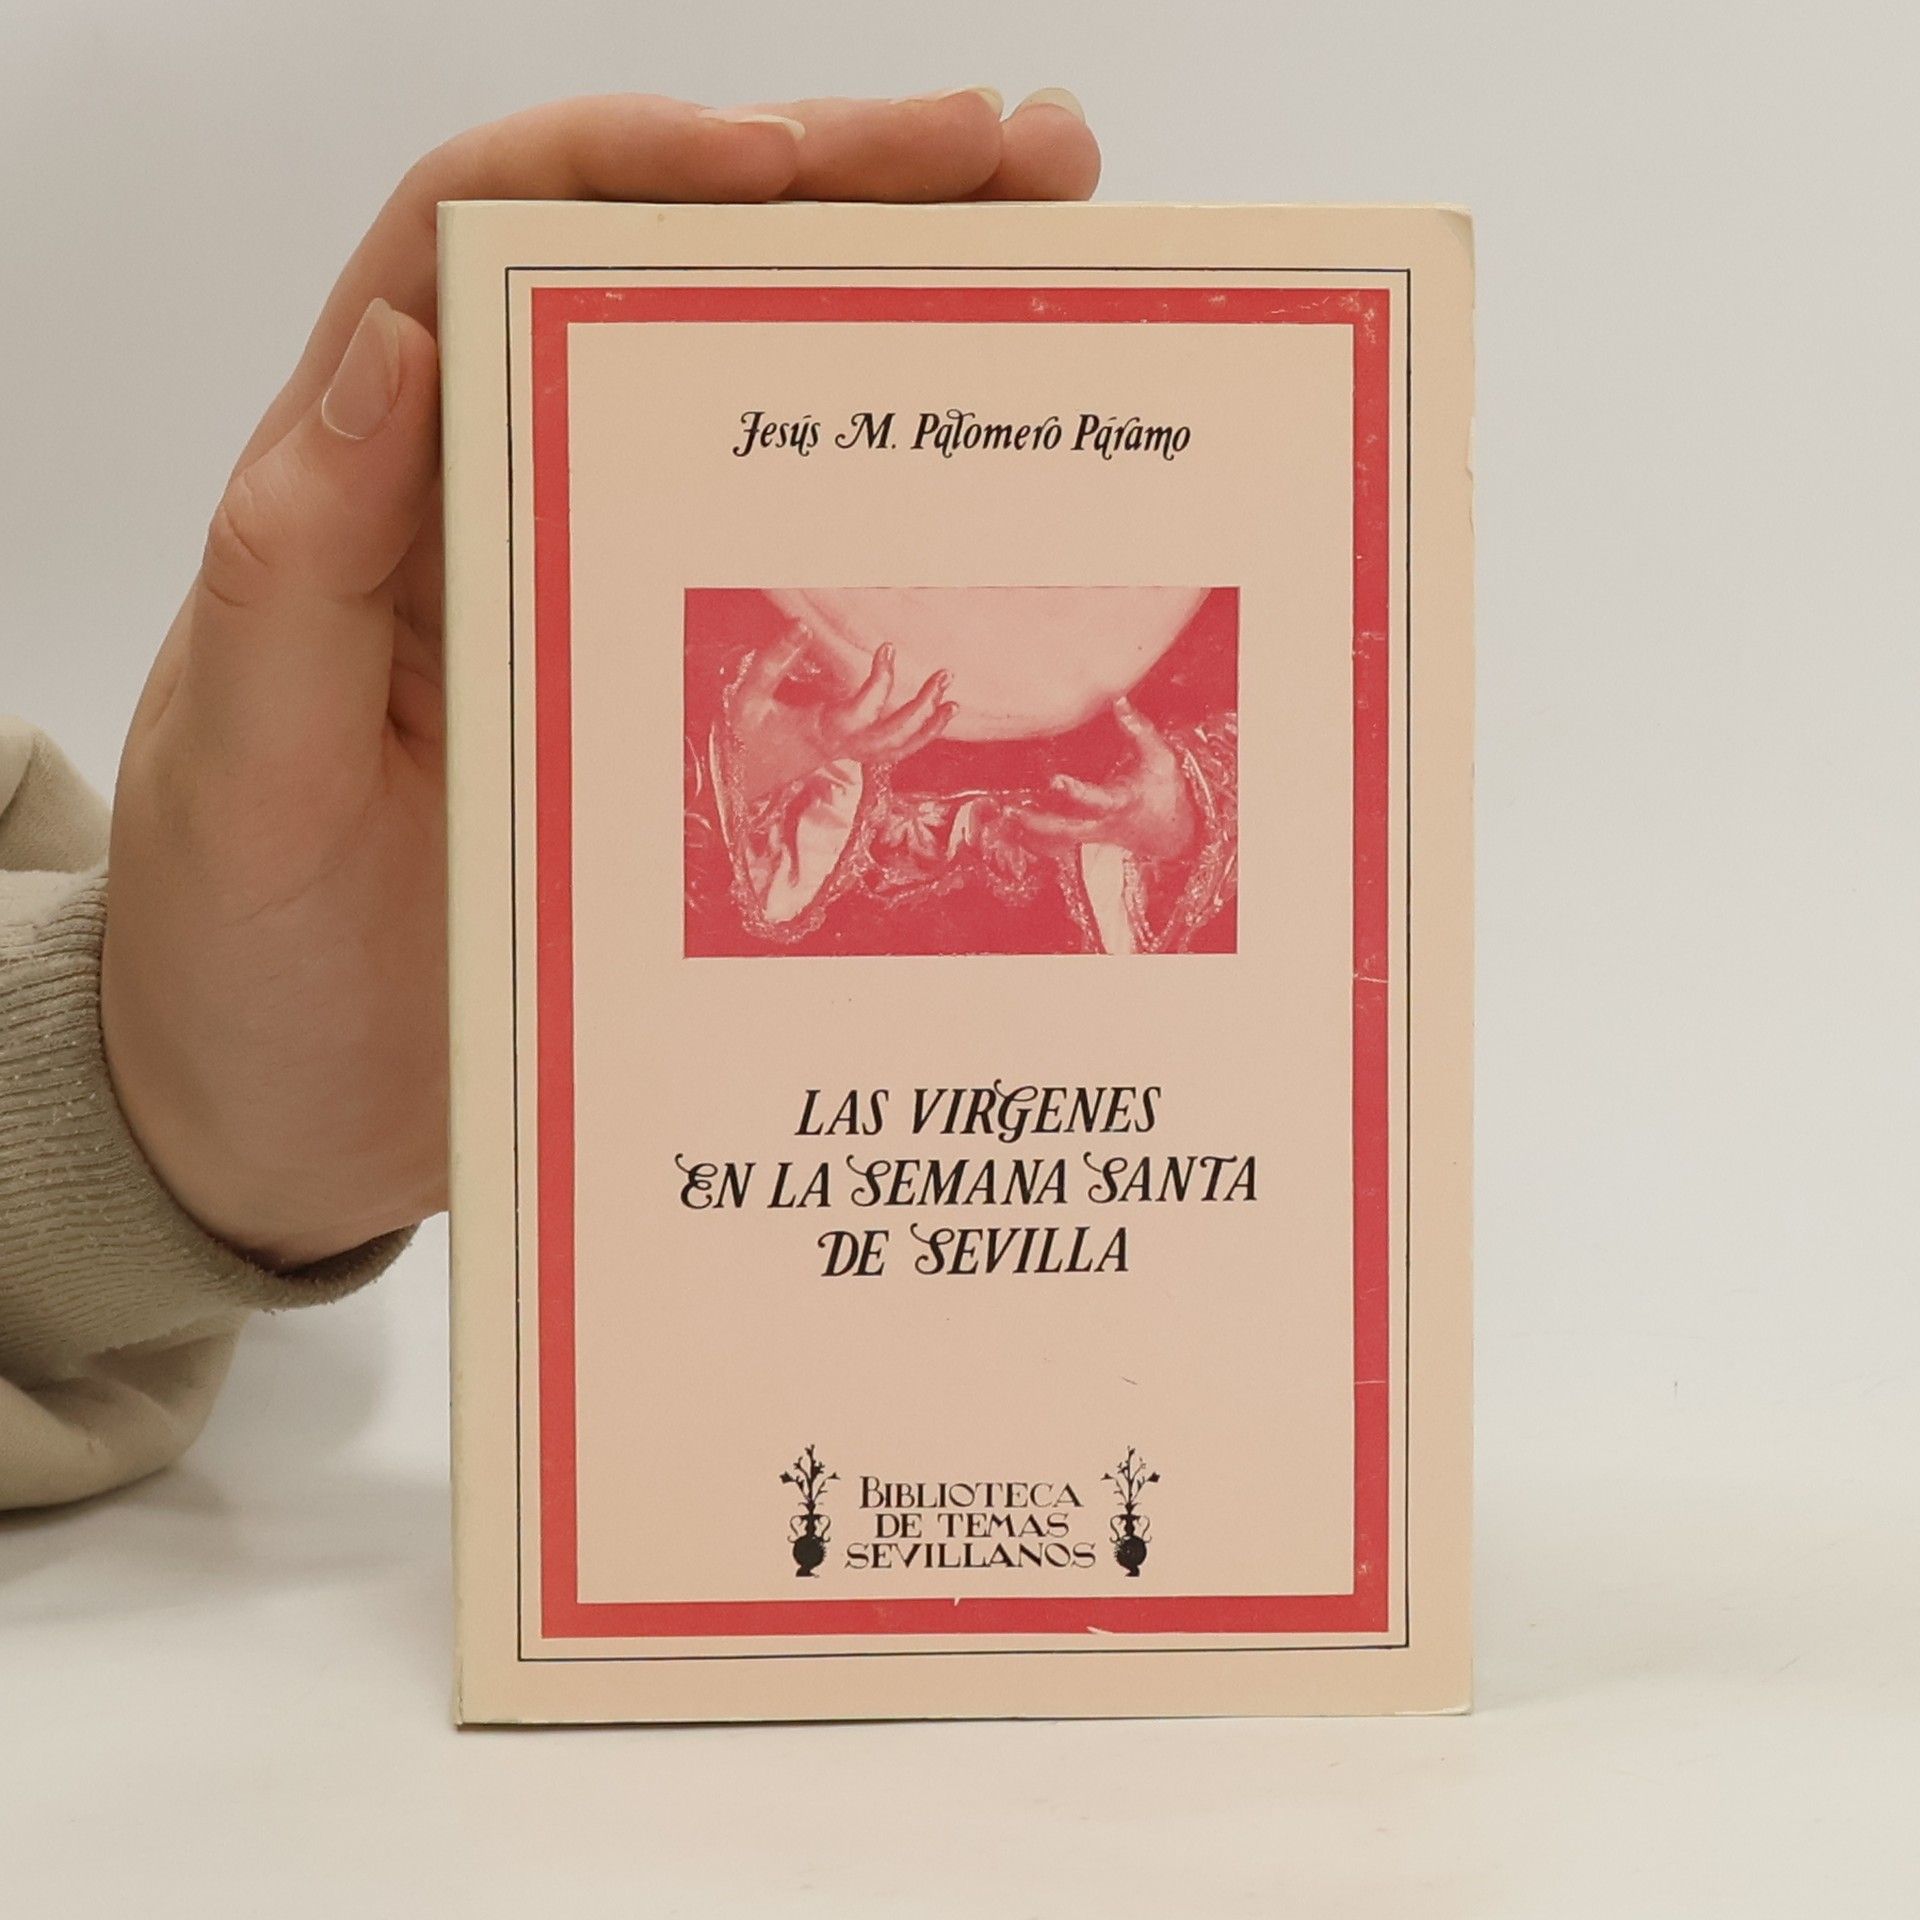 Jesús M. Palomero Páramo
LAS VIRGENES
EN LA SEMANA SANTA
DE SEVILLA
BIBLIOTECA
DE TEMAS
SEVILLANOS